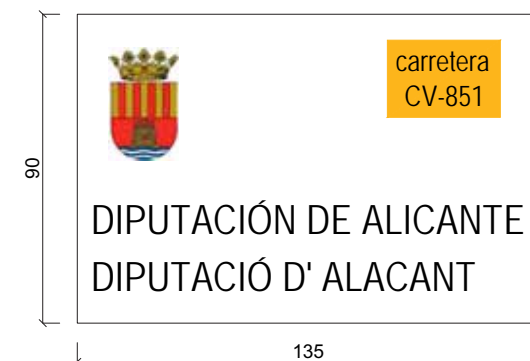 carretera
CV-851
90
DIPUTACIÓN DE ALICANTE
DIPUTACIÓ D' ALACANT
135